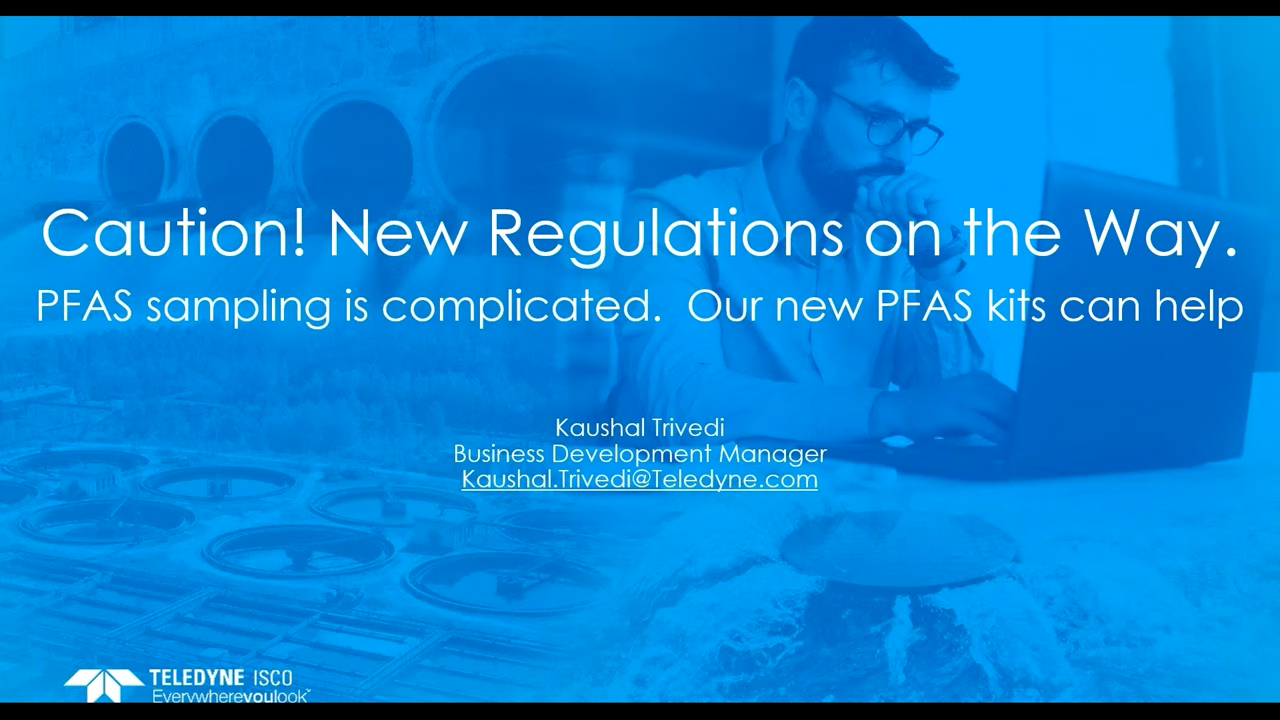 Caution! New Regulations on the Way.
PFAS sampling is complicated.  Our new PFAS kits can help
Kaushal Trivedi
Business Development Manager
Kaushal.Trivedi@Teledyne.com
TELEDYNE ISCO
Everywhereyoulook™